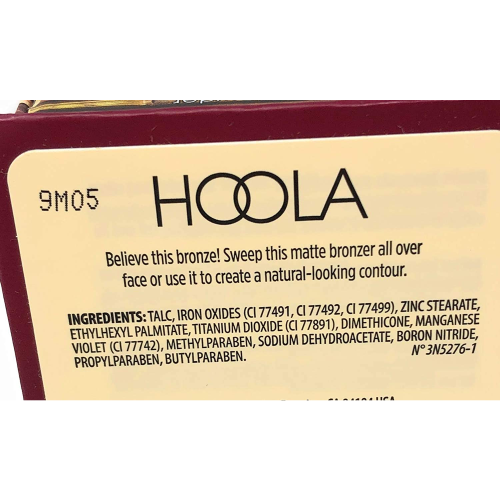 9M05
HOOLA
Believe this bronze! Sweep this matte bronzer all over
face or use it to create a natural-looking contour.
INGREDIENTS: TALC, IRON OXIDES (CI 77491, CI 77492, CI 77499), ZINC STEARATE,
ETHYLHEXYL PALMITATE, TITANIUM DIOXIDE (CI 77891), DIMETHICONE, MANGANESE
VIOLET (CI 77742), METHYLPARABEN, SODIUM DEHYDROACETATE, BORON NITRIDE,
PROPYLPARABEN, BUTYLPARABEN. N° 3N5276-1